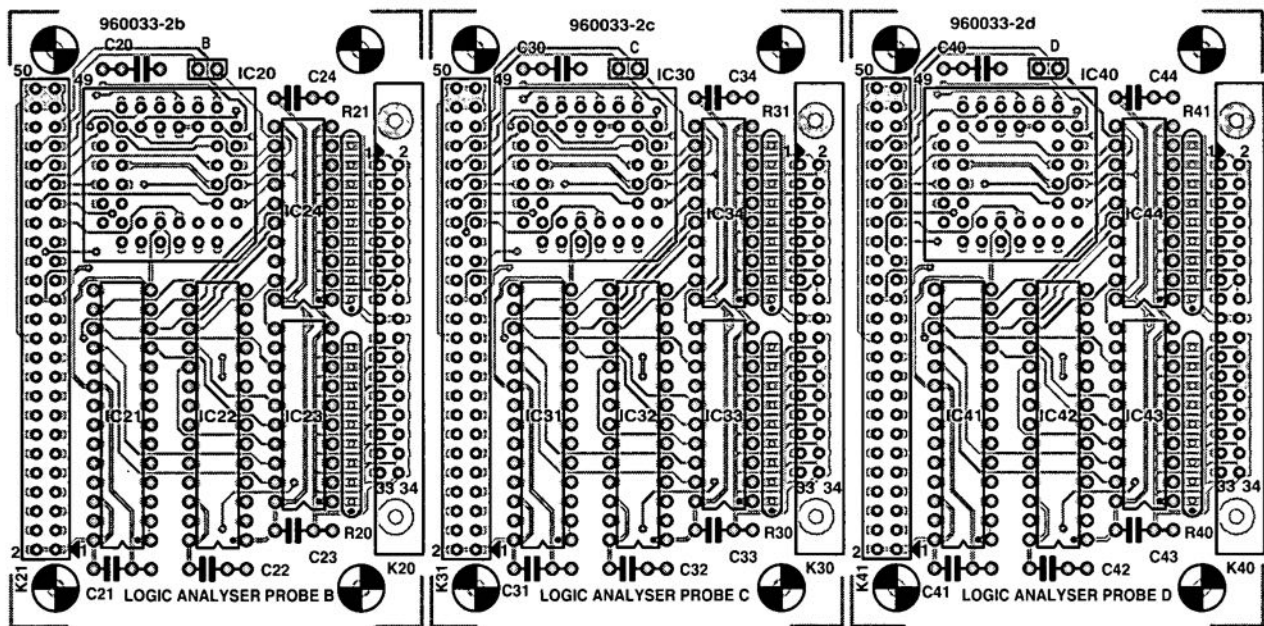 960033-2b
C20
B
IC20
50
49
C24
R21
1
2
IC24
IC21
IC22
IC23
33 34
R20
C23
2
1
K21
C21
C22
K20
LOGIC ANALYSER PROBE B
960033-2c
C30
C
IC30
50
49
C34
R31
1
2
IC34
IC31
IC32
IC33
33 34
R30
C33
2
1
K31
C31
C32
K30
LOGIC ANALYSER PROBE C
960033-2d
C40
D
IC40
50
49
C44
R41
1
2
IC44
IC41
IC42
IC43
33 34
R40
C43
2
1
K41
C41
C42
K40
LOGIC ANALYSER PROBE D